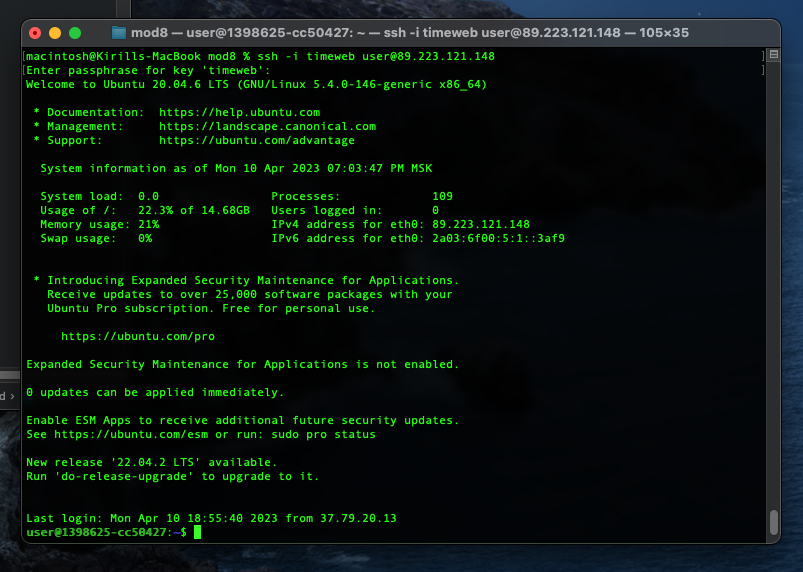 mod8 — user@1398625-cc50427: ~ — ssh -i timeweb user@89.223.121.148 — 105×35
[macintosh@Kirills-MacBook mod8 % ssh -i timeweb user@89.223.121.148 ]
[Enter passphrase for key 'timeweb': ]
Welcome to Ubuntu 20.04.6 LTS (GNU/Linux 5.4.0-146-generic x86_64)
* Documentation:  https://help.ubuntu.com
* Management:     https://landscape.canonical.com
* Support:        https://ubuntu.com/advantage
System information as of Mon 10 Apr 2023 07:03:47 PM MSK
System load:  0.0                Processes:             109
Usage of /:   22.3% of 14.68GB   Users logged in:       0
Memory usage: 21%                IPv4 address for eth0: 89.223.121.148
Swap usage:   0%                 IPv6 address for eth0: 2a03:6f00:5:1::3af9
* Introducing Expanded Security Maintenance for Applications.
Receive updates to over 25,000 software packages with your
Ubuntu Pro subscription. Free for personal use.
https://ubuntu.com/pro
Expanded Security Maintenance for Applications is not enabled.
0 updates can be applied immediately.
d ›
Enable ESM Apps to receive additional future security updates.
See https://ubuntu.com/esm or run: sudo pro status
New release '22.04.2 LTS' available.
Run 'do-release-upgrade' to upgrade to it.
Last login: Mon Apr 10 18:55:40 2023 from 37.79.20.13
user@1398625-cc50427:~$